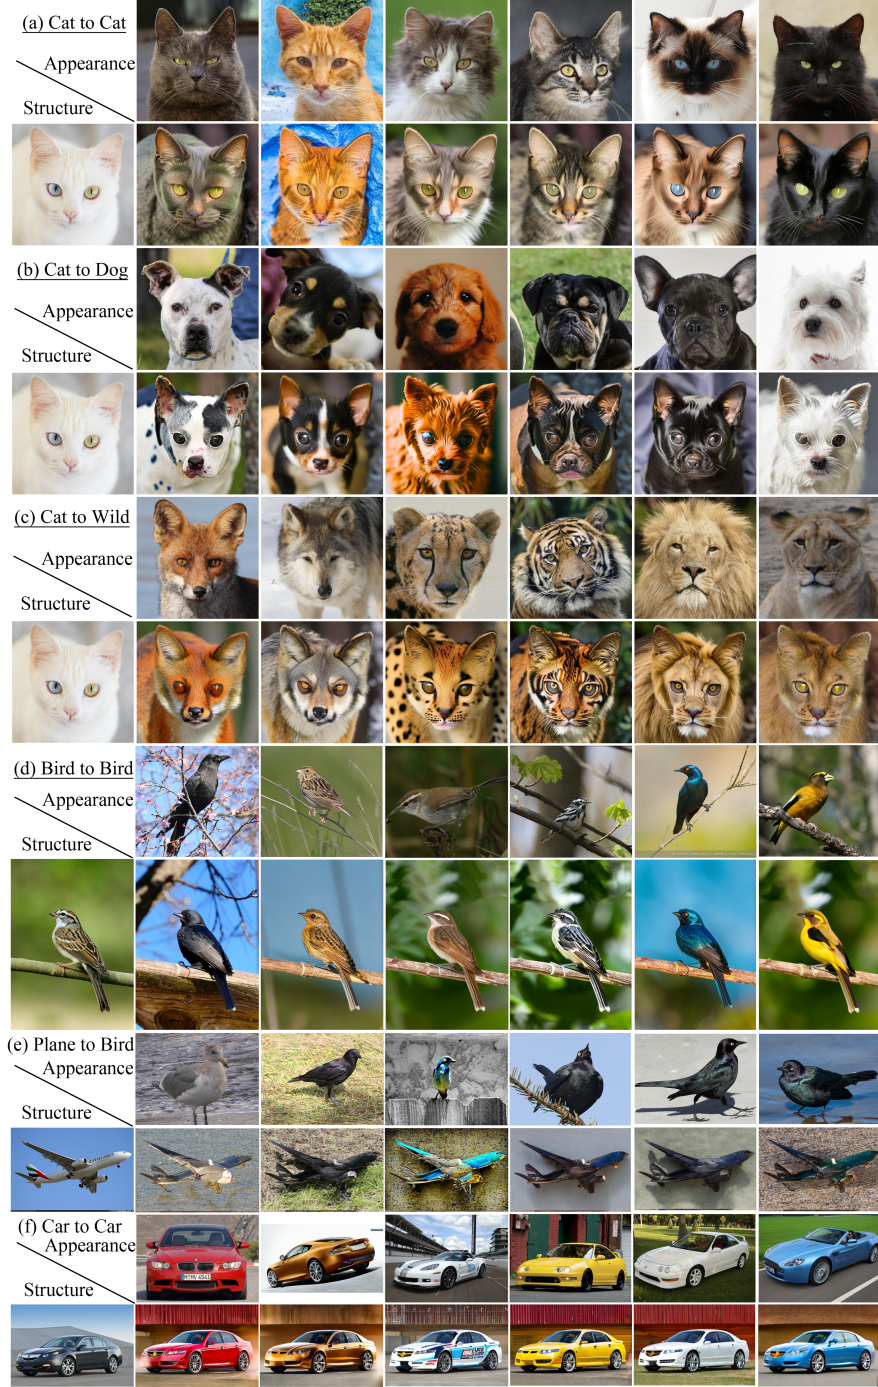 (a) Cat to Cat
Appearance
Structure
(b) Cat to Dog
Appearance
Structure
(c) Cat to Wild
Appearance
Structure
(d) Bird to Bird
Appearance
Structure
(e) Plane to Bird
Appearance
Structure
(f) Car to Car
Appearance
Structure